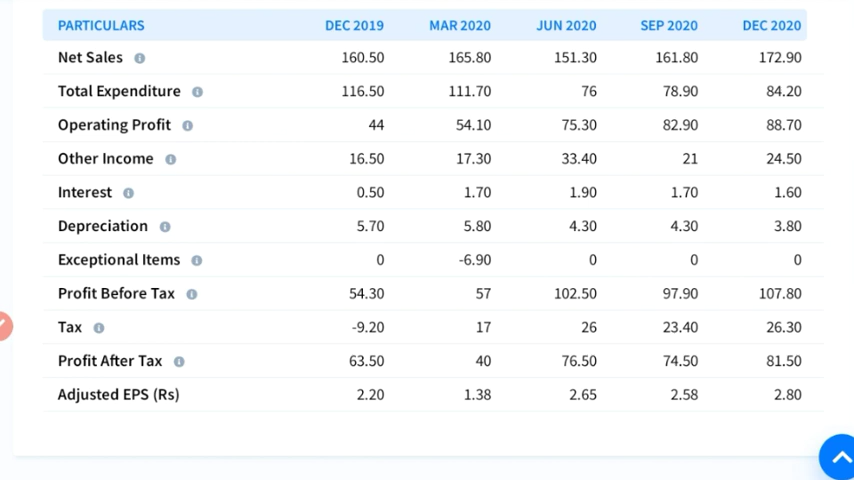 PARTICULARS DEC 2019 MAR 2020 JUN 2020 SEP 2020 DEC 2020
Net Sales 160.50 165.80 151.30 161.80 172.90
Total Expenditure 116.50 111.70 76 78.90 84.20
Operating Profit 44 54.10 75.30 82.90 88.70
Other Income 16.50 17.30 33.40 21 24.50
Interest 0.50 1.70 1.90 1.70 1.60
Depreciation 5.70 5.80 4.30 4.30 3.80
Exceptional Items 0 -6.90 0 0 0
Profit Before Tax 54.30 57 102.50 97.90 107.80
Tax -9.20 17 26 23.40 26.30
Profit After Tax 63.50 40 76.50 74.50 81.50
Adjusted EPS (Rs) 2.20 1.38 2.65 2.58 2.80